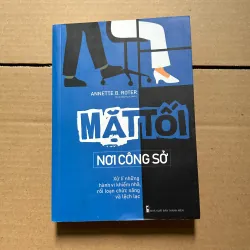 ANNETTE B. ROTER
MẶT TỐI
NƠI CÔNG SỞ
Xử lí những
hành vi khiếm nhã,
rối loạn chức năng
và lệch lạc